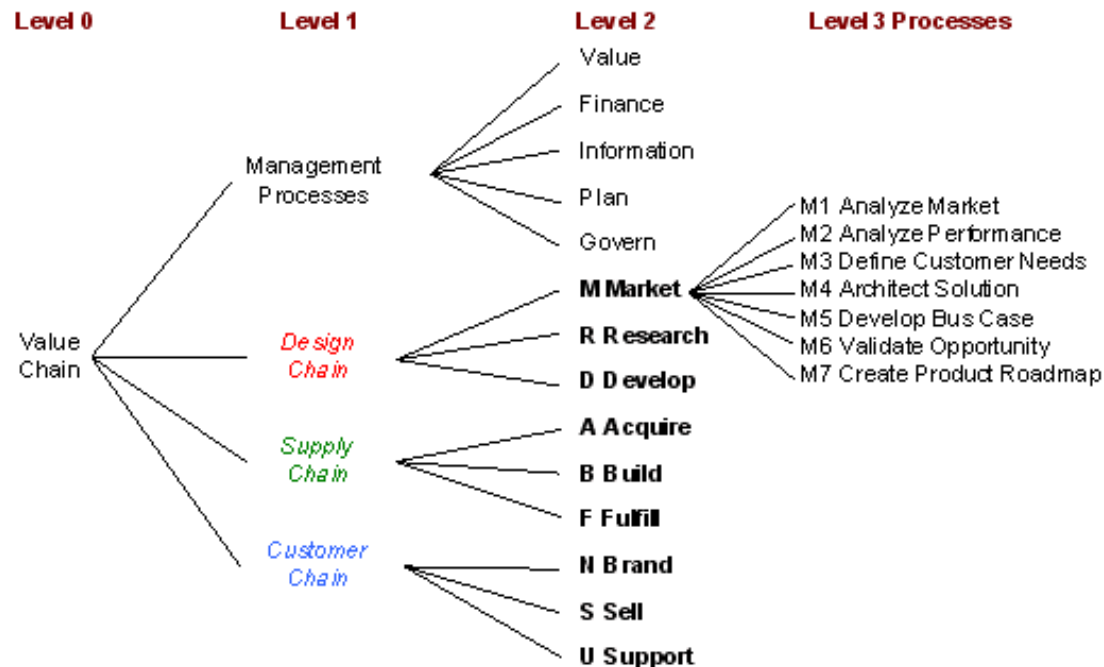 Level 0 Level 1 Level 2 Level 3 Processes
Value
Finance
Information
Plan
Govern
Management
Processes
M1 Analyze Market
M2 Analyze Performance
M3 Define Customer Needs
M4 Architect Solution
M5 Develop Bus Case
M6 Validate Opportunity
M7 Create Product Roadmap
Value
Chain
Design
Chain
M Market
R Research
D Develop
Supply
Chain
A Acquire
B Build
F Fulfill
Customer
Chain
N Brand
S Sell
U Support